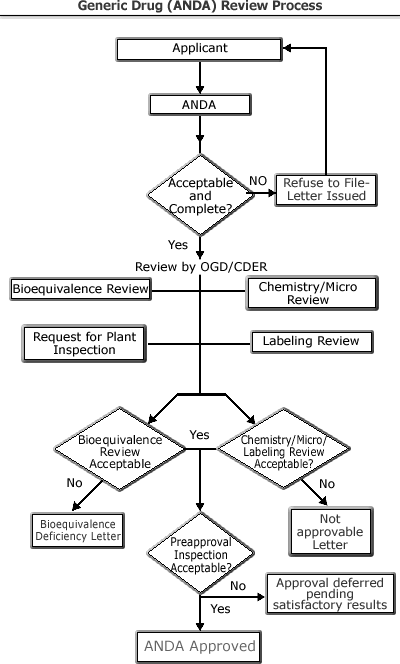 Generic Drug (ANDA) Review Process
Applicant
ANDA
Acceptable
and
Complete?
NO
Refuse to File-
Letter Issued
Yes
Review by OGD/CDER
Bioequivalence Review
Chemistry/Micro
Review
Request for Plant
Inspection
Labeling Review
Bioequivalence
Review
Acceptable
Yes
Chemistry/Micro/
Labeling Review
Acceptable?
No
No
Bioequivalence
Deficiency Letter
Not
approvable
Letter
Preapproval
Inspection
Acceptable?
No
Approval deferred
pending
satisfactory results
Yes
ANDA Approved